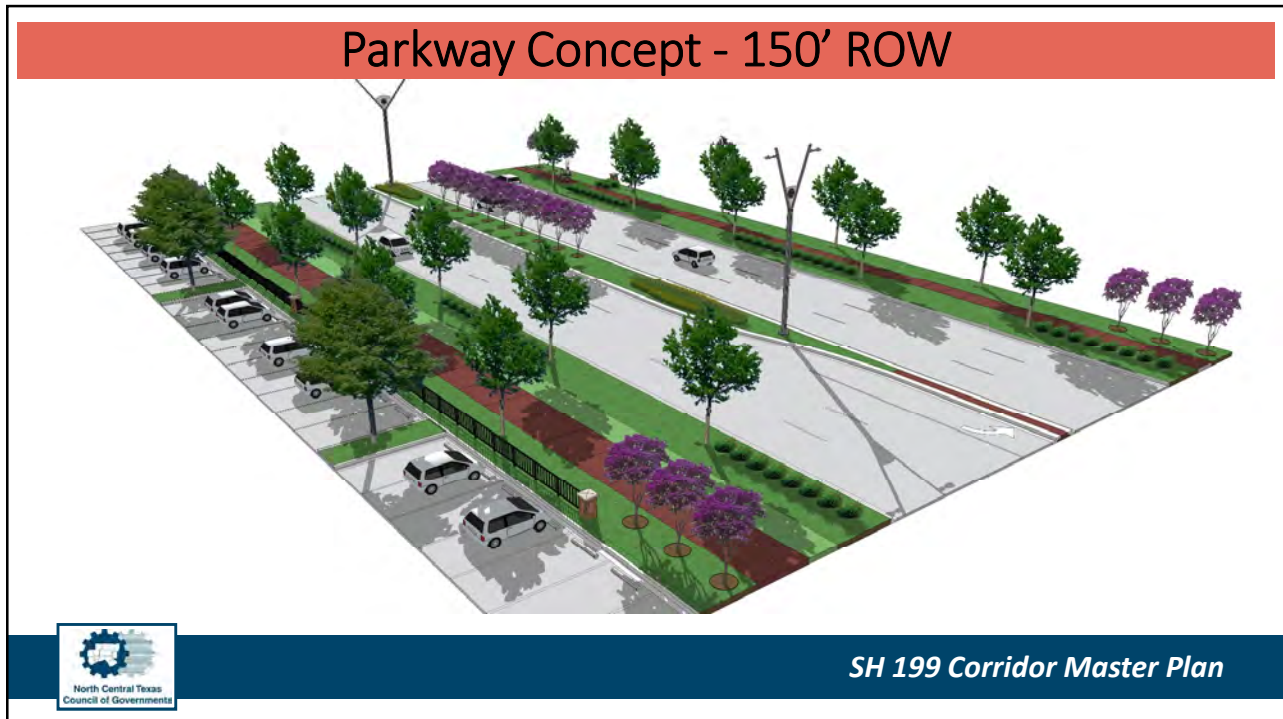 Parkway Concept - 150’ ROW
North Central Texas
Council of Governments
SH 199 Corridor Master Plan